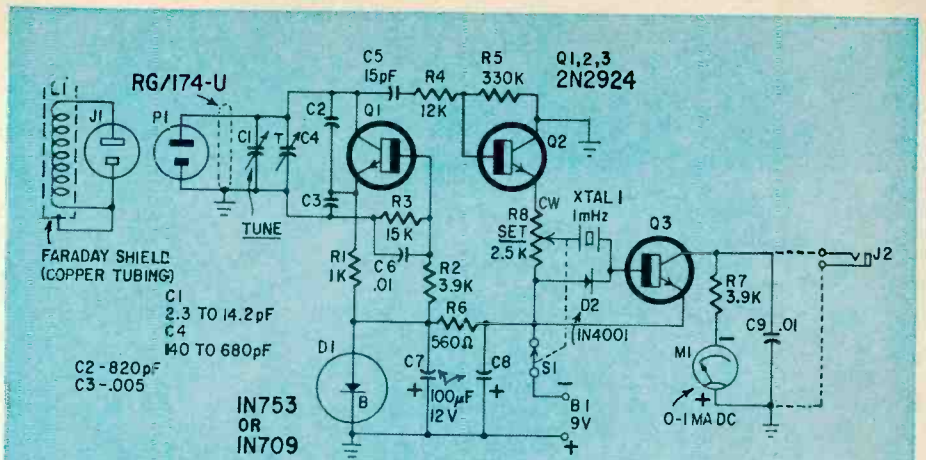 L1
J1
RG/174-U
P1
C1
T
C4
TUNE
FARADAY SHIELD
(COPPER TUBING)
C1
2.3 TO 14.2pF
C4
140 TO 680pF
C2-820pF
C3-.005
C5
15pF
R4
12K
R5
330K
Q1,2,3
2N2924
C2
Q1
Q2
C3
R3
15K
R1
1K
C6
.01
R2
3.9K
CW
R8
SET
2.5K
XTAL 1
1mHz
Q3
J2
D2
(1N4001
R6
560Ω
R7
3.9K
C9
.01
D1
B
C7
+
100µF
12V
C8
+
S1
−
B1
9V
+
M1
+
0-1 MA DC
1N753
OR
1N709